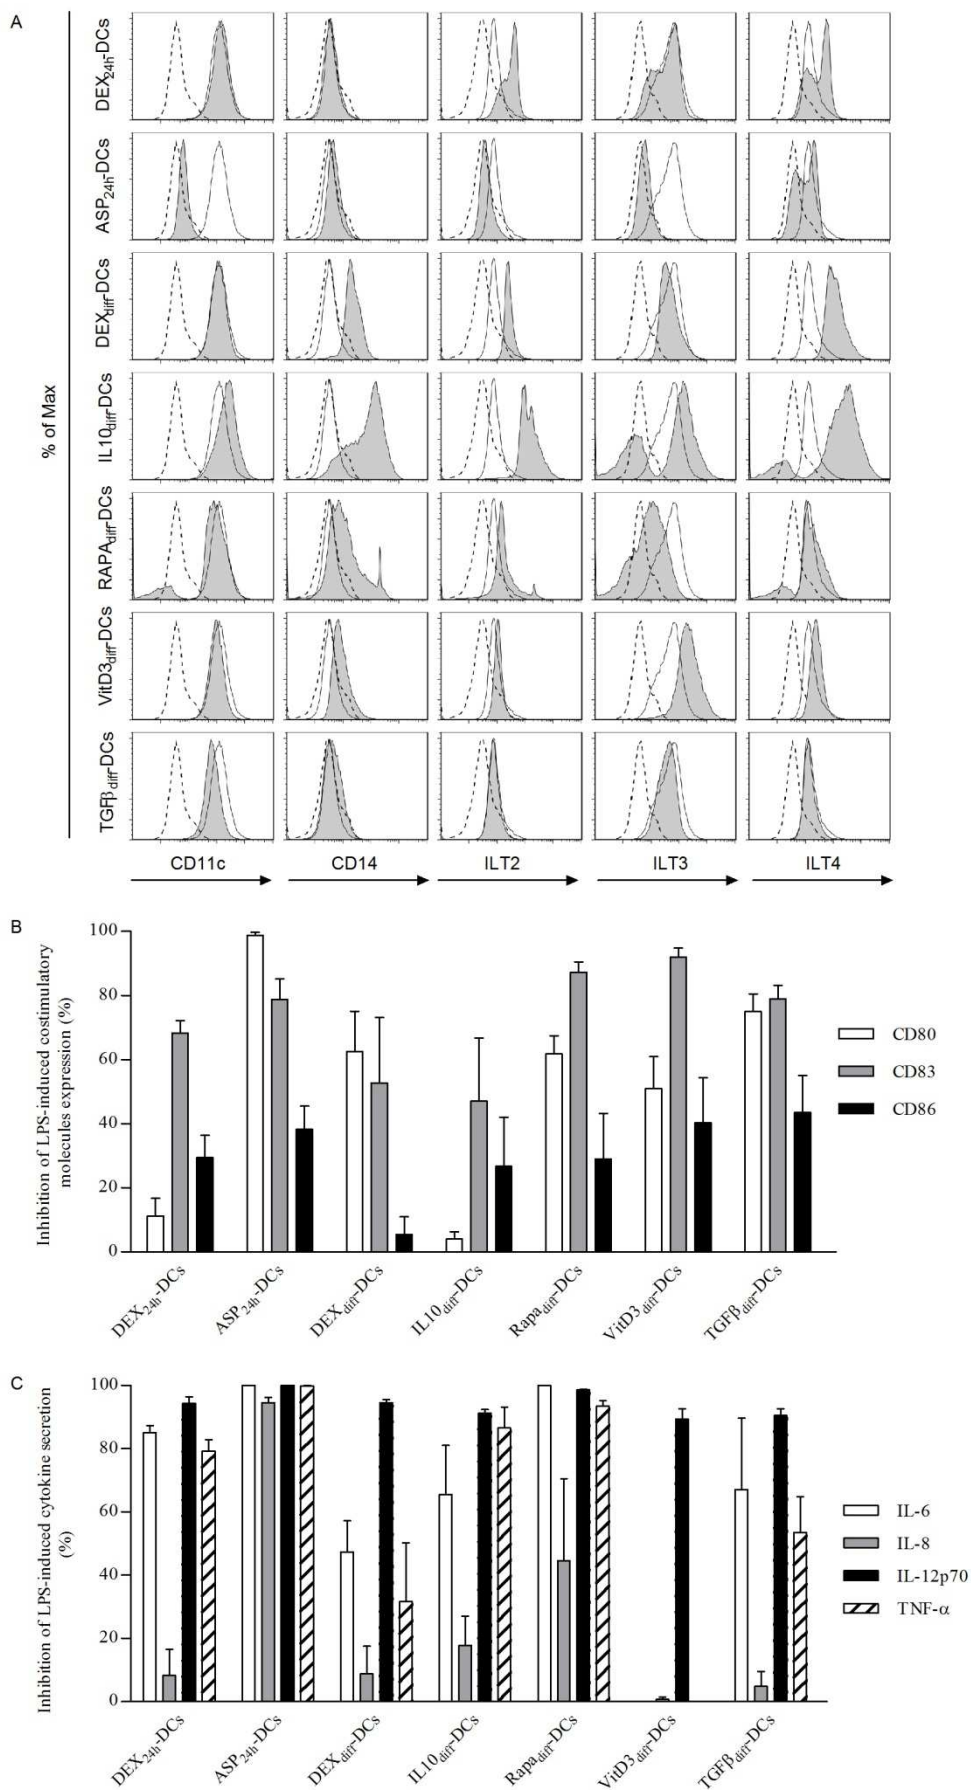 A
% of Max
DEX24h-DCs
ASP24h-DCs
DEXdiff-DCs
IL10diff-DCs
RAPAdiff-DCs
VitD3diff-DCs
TGFβdiff-DCs
CD11c
CD14
ILT2
ILT3
ILT4
B
Inhibition of LPS-induced costimulatory
molecules expression (%)
100
80
60
40
20
0
DEX24h-DCs
ASP24h-DCs
DEXdiff-DCs
IL10diff-DCs
Rapadiff-DCs
VitD3diff-DCs
TGFβdiff-DCs
CD80
CD83
CD86
C
Inhibition of LPS-induced cytokine secretion
(%)
100
80
60
40
20
0
DEX24h-DCs
ASP24h-DCs
DEXdiff-DCs
IL10diff-DCs
Rapadiff-DCs
VitD3diff-DCs
TGFβdiff-DCs
IL-6
IL-8
IL-12p70
TNF-α